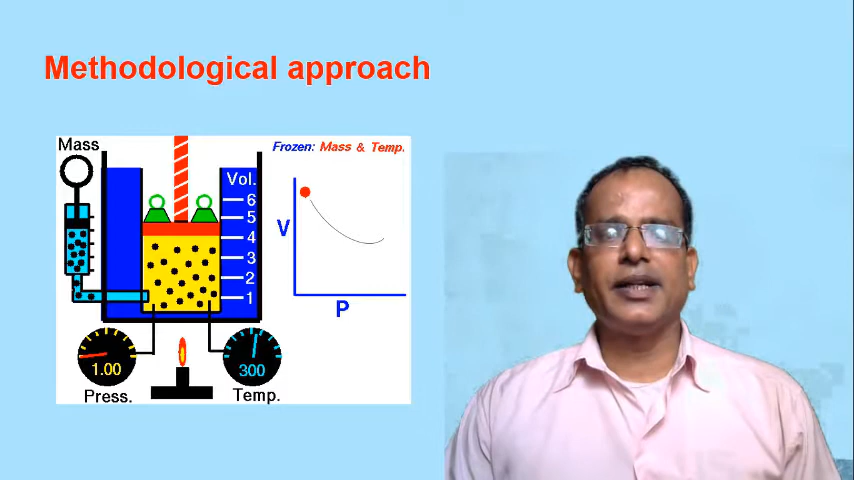 Methodological approach
Mass
Frozen: Mass & Temp.
Vol.
6
5
4
3
2
1
V
P
1.00
300
Press.
Temp.